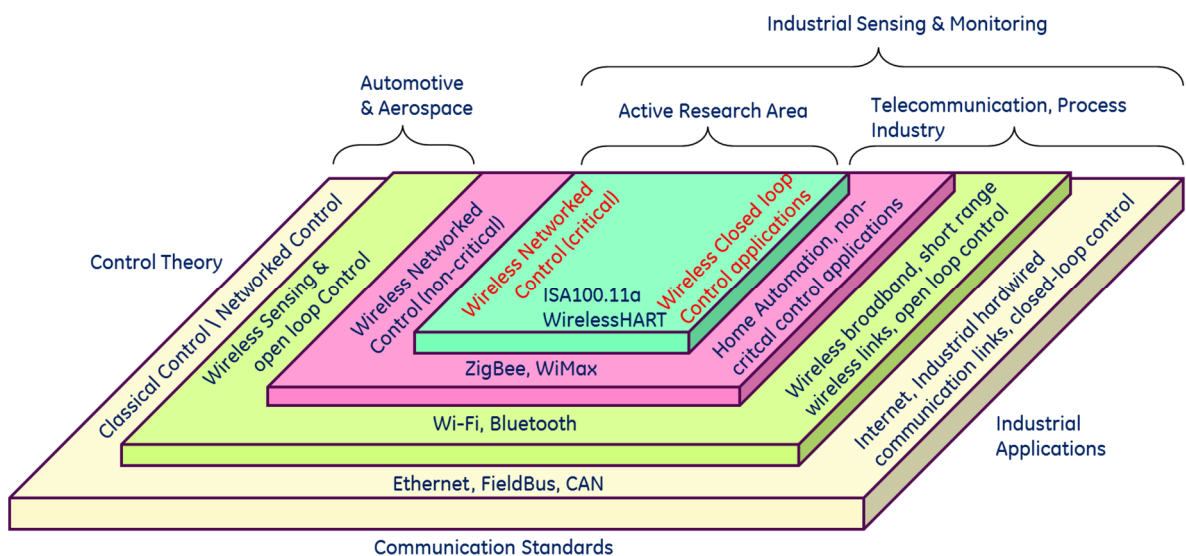 Industrial Sensing & Monitoring
Automotive
& Aerospace
Active Research Area
Telecommunication, Process
Industry
Control Theory
Classical Control \ Networked Control
Wireless Sensing &
open loop Control
Wireless Networked
Control (non-critical)
Wireless Networked
Control (critical)
Wireless Closed loop
Control applications
Home Automation, non-
critcal control applications
Wireless broadband, short range
wireless links, open loop control
Internet, Industrial hardwired
communication links, closed-loop control
ISA100.11a
WirelessHART
ZigBee, WiMax
Wi-Fi, Bluetooth
Ethernet, FieldBus, CAN
Industrial
Applications
Communication Standards